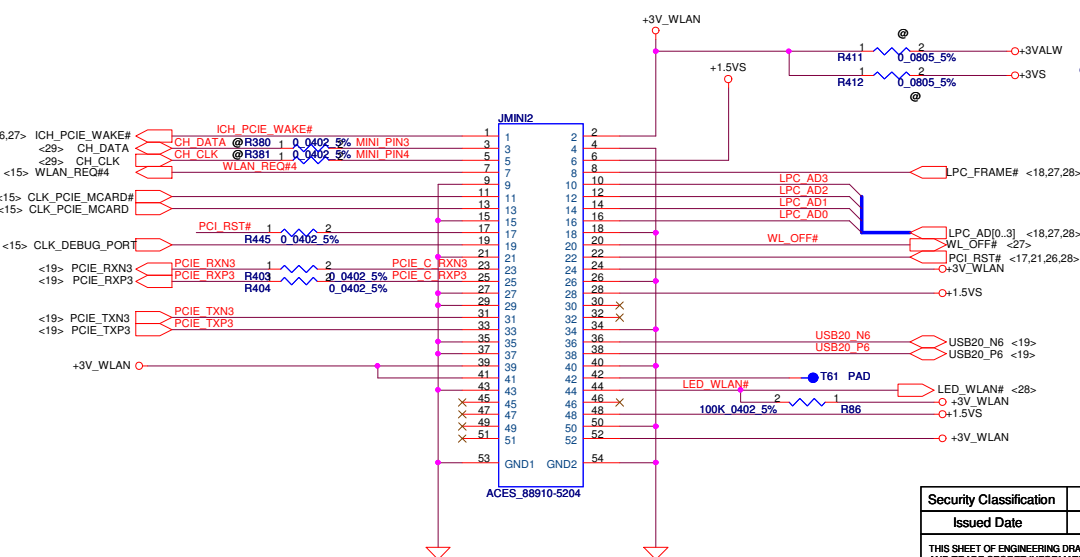 +3V_WLAN
@
R411 1 2 0_0805_5% +3VALW
R412 1 2 0_0805_5% +3VS
@
+1.5VS
JMINI2
6,27> ICH_PCIE_WAKE# ICH_PCIE_WAKE# 1 1 2 2
<29> CH_DATA CH_DATA @R380 1 0_0402_5% MINI_PIN3 3 3 4 4
<29> CH_CLK CH_CLK @R381 1 0_0402_5% MINI_PIN4 5 5 6 6
<15> WLAN_REQ#4 WLAN_REQ#4 7 7 8 8 LPC_FRAME# <18,27,28>
9 9 10 10 LPC_AD3
<15> CLK_PCIE_MCARD# 11 11 12 12 LPC_AD2
<15> CLK_PCIE_MCARD 13 13 14 14 LPC_AD1
15 15 16 16 LPC_AD0
PCI_RST# 1 2 17 17 18 18 LPC_AD[0..3] <18,27,28>
R445 0_0402_5%
<15> CLK_DEBUG_PORT 19 19 20 20 WL_OFF# WL_OFF# <27>
21 21 22 22 PCI_RST# <17,21,26,28>
<19> PCIE_RXN3 PCIE_RXN3 1 2 PCIE_C_RXN3 23 23 24 24 +3V_WLAN
<19> PCIE_RXP3 PCIE_RXP3 R403 1 2 0_0402_5% PCIE_C_RXP3 25 25 26 26
R404 0_0402_5%
27 27 28 28 +1.5VS
29 29 30 30
<19> PCIE_TXN3 PCIE_TXN3 31 31 32 32
<19> PCIE_TXP3 PCIE_TXP3 33 33 34 34
35 35 36 36 USB20_N6 USB20_N6 <19>
37 37 38 38 USB20_P6 USB20_P6 <19>
+3V_WLAN 39 39 40 40
41 41 42 42 T61 PAD
43 43 44 44 LED_WLAN# LED_WLAN# <28>
45 45 46 46 2 1 +3V_WLAN
100K_0402_5% R86
47 47 48 48 +1.5VS
49 49 50 50
51 51 52 52 +3V_WLAN
53 GND1 GND2 54
ACES_88910-5204
Security Classification
Issued Date
THIS SHEET OF ENGINEERING DRA